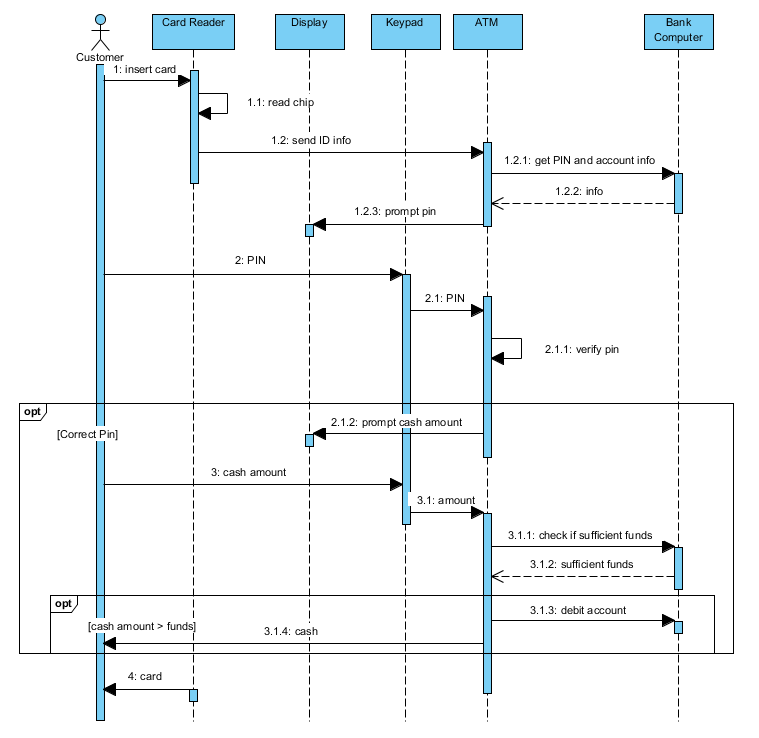 Card Reader
Display
Keypad
ATM
Bank
Computer
Customer
1: insert card
1.1: read chip
1.2: send ID info
1.2.1: get PIN and account info
1.2.2: info
1.2.3: prompt pin
2: PIN
2.1: PIN
2.1.1: verify pin
opt
[Correct Pin]
2.1.2: prompt cash amount
3: cash amount
3.1: amount
3.1.1: check if sufficient funds
3.1.2: sufficient funds
opt
3.1.3: debit account
[cash amount > funds]
3.1.4: cash
4: card